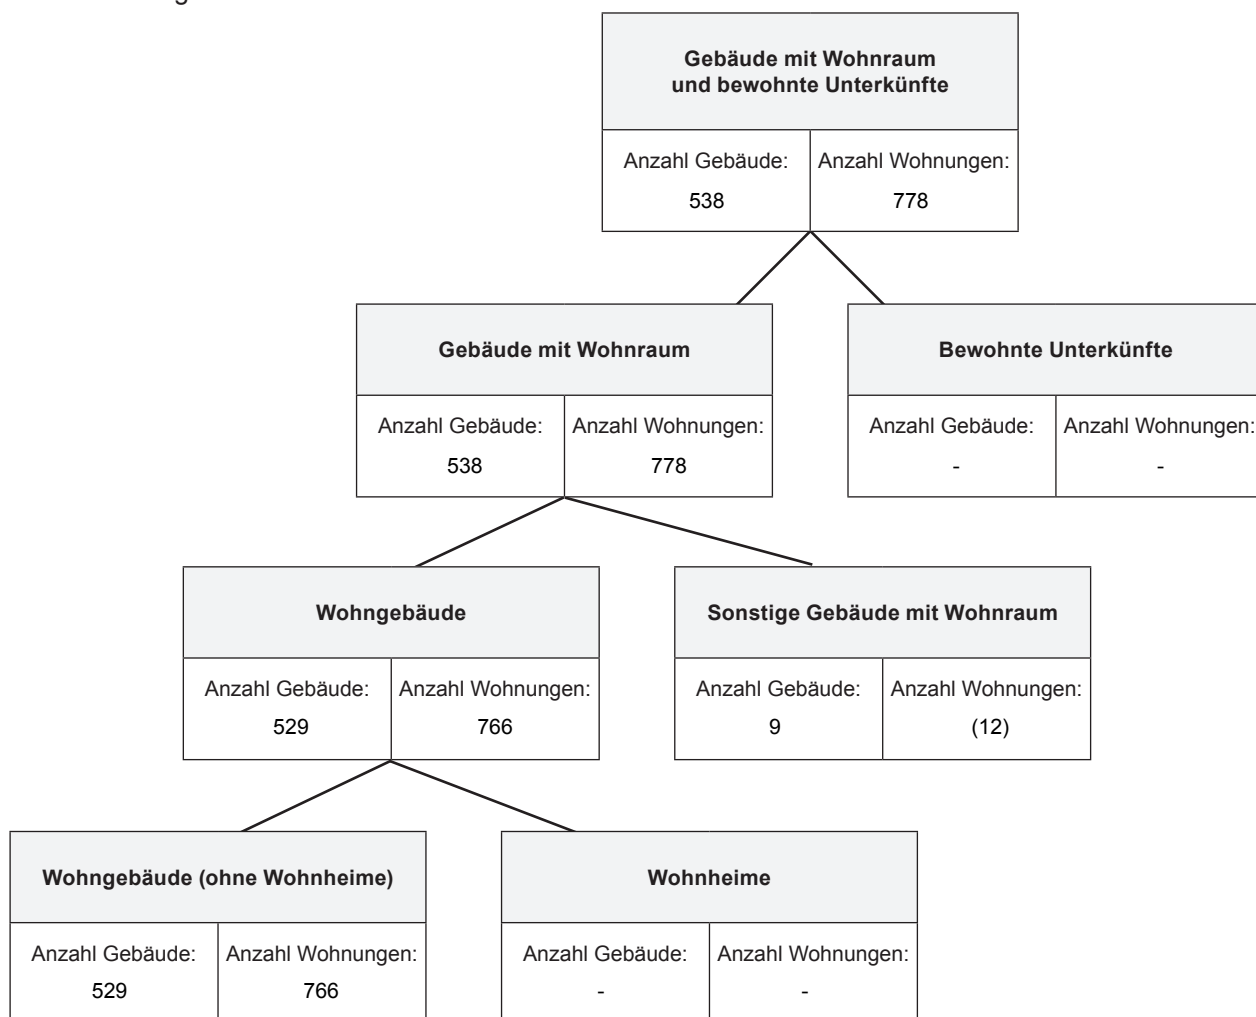 Gebäude mit Wohnraum
und bewohnte Unterkünfte
Anzahl Gebäude: Anzahl Wohnungen:
538 778
Gebäude mit Wohnraum Bewohnte Unterkünfte
Anzahl Gebäude: Anzahl Wohnungen: Anzahl Gebäude: Anzahl Wohnungen:
538 778 - -
Wohngebäude Sonstige Gebäude mit Wohnraum
Anzahl Gebäude: Anzahl Wohnungen: Anzahl Gebäude: Anzahl Wohnungen:
529 766 9 (12)
Wohngebäude (ohne Wohnheime) Wohnheime
Anzahl Gebäude: Anzahl Wohnungen: Anzahl Gebäude: Anzahl Wohnungen:
529 766 - -